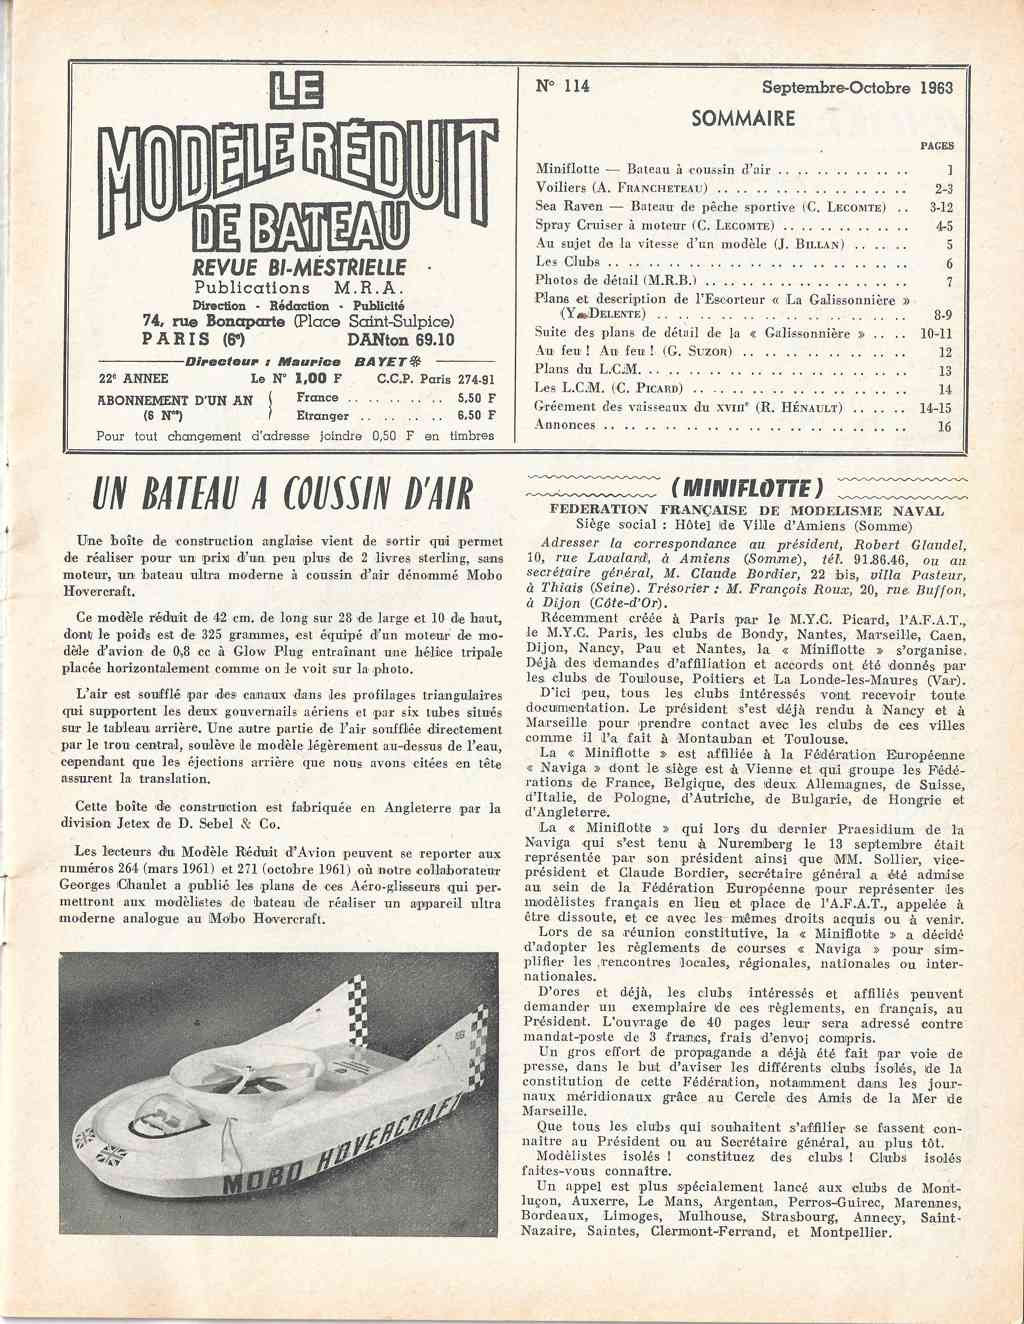 LE
MODÈLE RÉDUIT
DE BATEAU
REVUE BI-MÉSTRIELLE
Publications M.R.A.
Direction - Rédaction - Publicité
74, rue Bonaparte (Place Saint-Sulpice)
PARIS (6e) DANton 69.10
Directeur : Maurice BAYET
22e ANNEE Le N° 1,00 F C.C.P. Paris 274-91
ABONNEMENT D'UN AN { France .......... 5,50 F
(6 Nos) Etranger ......... 6,50 F
Pour tout changement d'adresse joindre 0,50 F en timbres
N° 114 Septembre-Octobre 1963
SOMMAIRE
PAGES
Miniflotte — Bateau à coussin d'air .......... 1
Voiliers (A. FRANCHETEAU) .......... 2-3
Sea Raven — Bateau de pêche sportive (C. LECOMTE) .. 3-12
Spray Cruiser à moteur (C. LECOMTE) .......... 4-5
Au sujet de la vitesse d'un modèle (J. BILLAN) ..... 5
Les Clubs .......... 6
Photos de détail (M.R.B.) .......... 7
Plans et description de l'Escorteur « La Galissonnière »
(Y. DELENTE) .......... 8-9
Suite des plans de détail de la « Galissonnière » .... 10-11
Au feu ! Au feu ! (G. SUZOR) .......... 12
Plans du L.C.M. .......... 13
Les L.C.M. (C. PICARD) .......... 14
Gréement des vaisseaux du XVIIIe (R. HÉNAULT) ..... 14-15
Annonces .......... 16
UN BATEAU A COUSSIN D'AIR
Une boîte de construction anglaise vient de sortir qui permet
de réaliser pour un prix d'un peu plus de 2 livres sterling, sans
moteur, un bateau ultra moderne à coussin d'air dénommé Mobo
Hovercraft.
Ce modèle réduit de 42 cm. de long sur 28 de large et 10 de haut,
dont le poids est de 325 grammes, est équipé d'un moteur de mo-
dèle d'avion de 0,8 cc à Glow Plug entraînant une hélice tripale
placée horizontalement comme on le voit sur la photo.
L'air est soufflé par des canaux dans les profilages triangulaires
qui supportent les deux gouvernails aériens et par six tubes situés
sur le tableau arrière. Une autre partie de l'air soufflée directement
par le trou central, soulève le modèle légèrement au-dessus de l'eau,
cependant que les éjections arrière que nous avons citées en tête
assurent la translation.
Cette boîte de construction est fabriquée en Angleterre par la
division Jetex de D. Sebel & Co.
Les lecteurs du Modèle Réduit d'Avion peuvent se reporter aux
numéros 264 (mars 1961) et 271 (octobre 1961) où notre collaborateur
Georges Chanlet a publié les plans de ces Aéro-glisseurs qui per-
mettront aux modèlistes de bateau de réaliser un appareil ultra
moderne analogue au Mobo Hovercraft.
MOBO HOVERCRAFT
(MINIFLOTTE)
FEDERATION FRANÇAISE DE MODELISME NAVAL
Siège social : Hôtel de Ville d'Amiens (Somme)
Adresser la correspondance au président, Robert Glaudel,
10, rue Lavalard, à Amiens (Somme), tél. 91.86.46, ou au
secrétaire général, M. Claude Bordier, 22 bis, villa Pasteur,
à Thiais (Seine). Trésorier : M. François Roux, 20, rue Buffon,
à Dijon (Côte-d'Or).
Récemment créée à Paris par le M.Y.C. Picard, l'A.F.A.T.,
le M.Y.C. Paris, les clubs de Bondy, Nantes, Marseille, Caen,
Dijon, Nancy, Pau et Nantes, la « Miniflotte » s'organise.
Déjà des demandes d'affiliation et accords ont été donnés par
les clubs de Toulouse, Poitiers et La Londe-les-Maures (Var).
D'ici peu, tous les clubs intéressés vont recevoir toute
documentation. Le président s'est déjà rendu à Nancy et à
Marseille pour prendre contact avec les clubs de ces villes
comme il l'a fait à Montauban et Toulouse.
La « Miniflotte » est affiliée à la Fédération Européenne
« Naviga » dont le siège est à Vienne et qui groupe les Fédé-
rations de France, Belgique, des deux Allemagnes, de Suisse,
d'Italie, de Pologne, d'Autriche, de Bulgarie, de Hongrie et
d'Angleterre.
La « Miniflotte » qui lors du dernier Praesidium de la
Naviga qui s'est tenu à Nuremberg le 13 septembre était
représentée par son président ainsi que MM. Sollier, vice-
président et Claude Bordier, secrétaire général a été admise
au sein de la Fédération Européenne pour représenter les
modèlistes français en lieu et place de l'A.F.A.T., appelée à
être dissoute, et ce avec les mêmes droits acquis ou à venir.
Lors de sa réunion constitutive, la « Miniflotte » a décidé
d'adopter les règlements de courses « Naviga » pour sim-
plifier les rencontres locales, régionales, nationales ou inter-
nationales.
D'ores et déjà, les clubs intéressés et affiliés peuvent
demander un exemplaire de ces règlements, en français, au
Président. L'ouvrage de 40 pages leur sera adressé contre
mandat-poste de 3 francs, frais d'envoi compris.
Un gros effort de propagande a déjà été fait par voie de
presse, dans le but d'aviser les différents clubs isolés, de la
constitution de cette Fédération, notamment dans les jour-
naux méridionaux grâce au Cercle des Amis de la Mer de
Marseille.
Que tous les clubs qui souhaitent s'affilier se fassent con-
naître au Président ou au Secrétaire général, au plus tôt.
Modèlistes isolés ! constituez des clubs ! Clubs isolés
faites-vous connaître.
Un appel est plus spécialement lancé aux clubs de Mont-
luçon, Auxerre, Le Mans, Argentan, Perros-Guirec, Marennes,
Bordeaux, Limoges, Mulhouse, Strasbourg, Annecy, Saint-
Nazaire, Saintes, Clermont-Ferrand, et Montpellier.